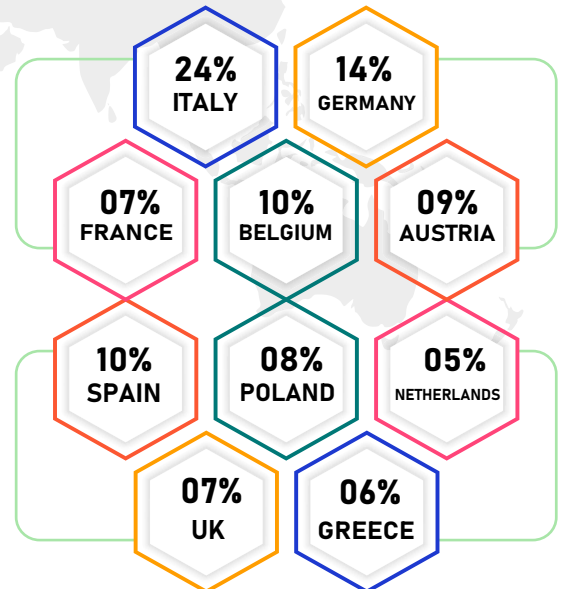 24%
ITALY
14%
GERMANY
07%
FRANCE
10%
BELGIUM
09%
AUSTRIA
10%
SPAIN
08%
POLAND
05%
NETHERLANDS
07%
UK
06%
GREECE